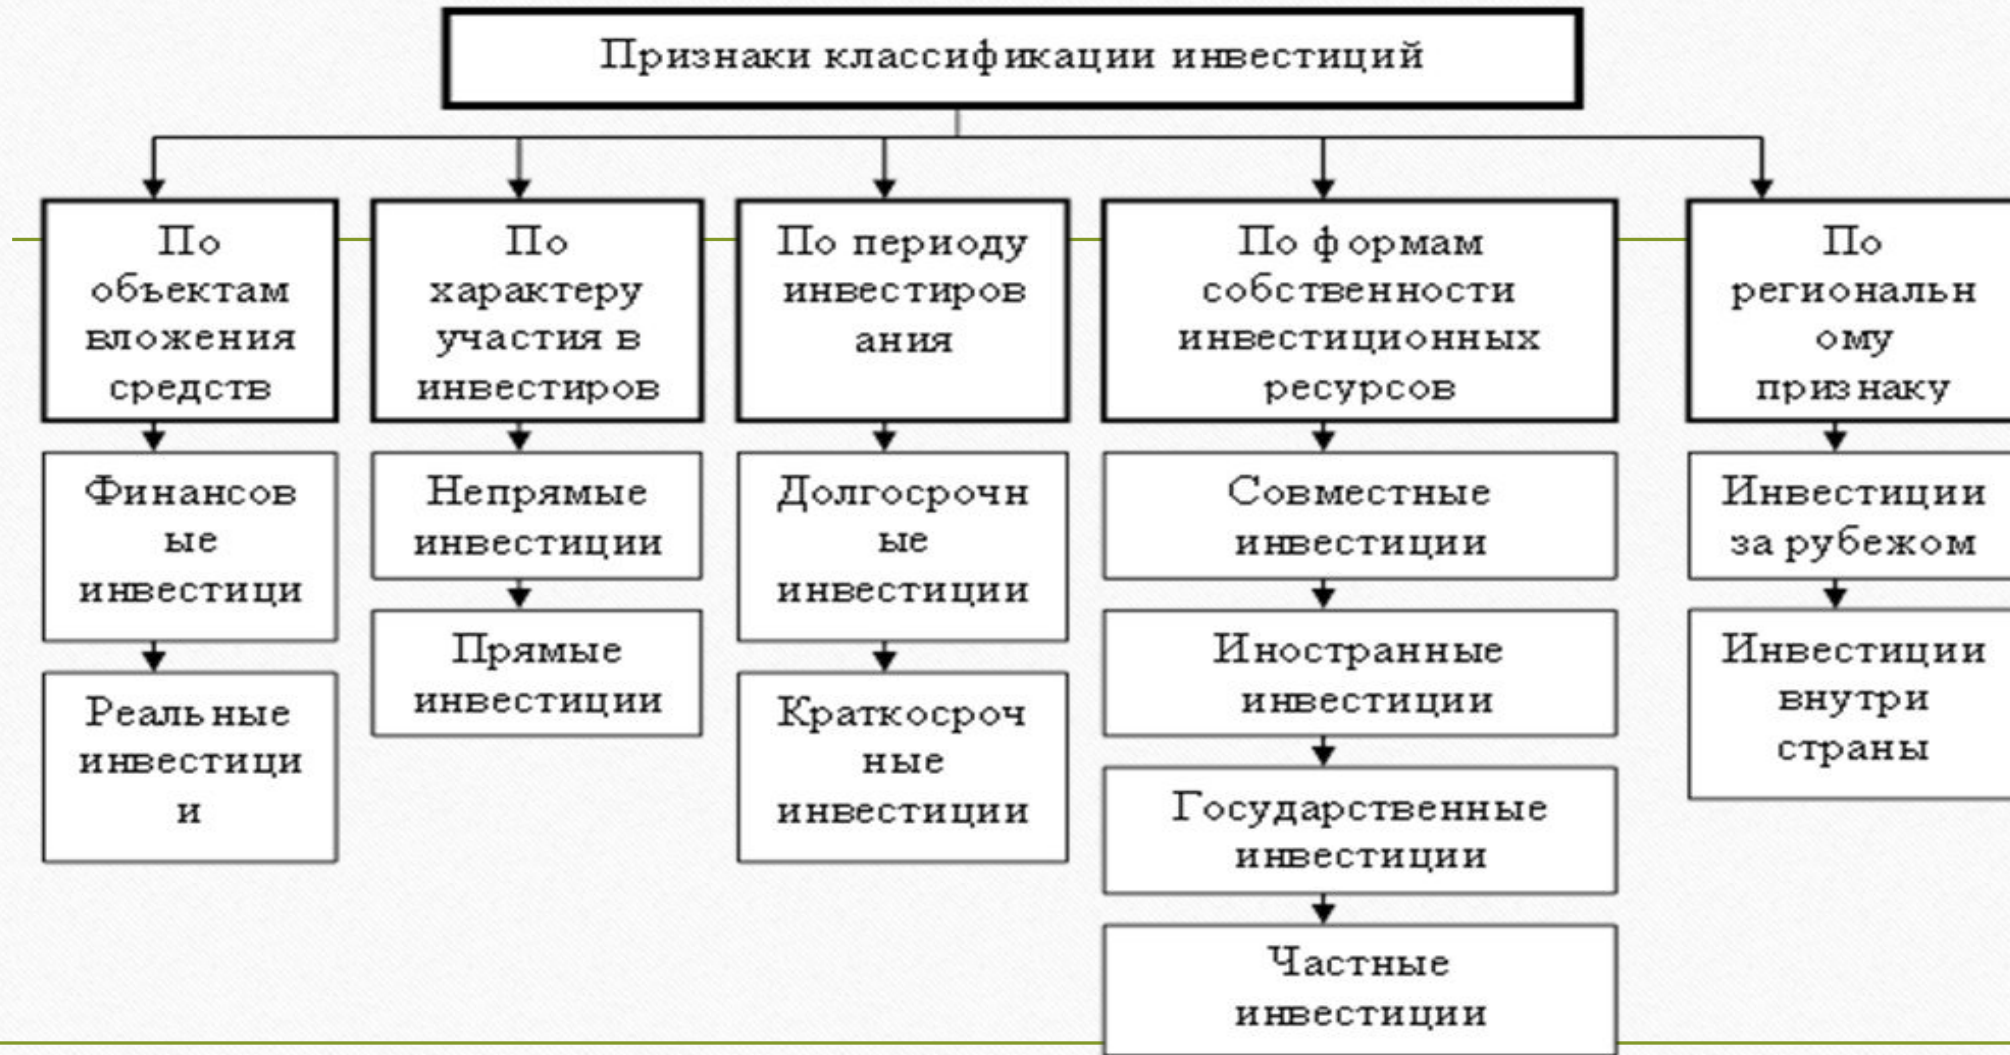 Признаки классификации инвестиций
По
объектам
вложения
средств
Финансов
ые
инвестици
Реальные
инвестици
и
По
характеру
участия в
инвестиров
Непрямые
инвестиции
Прямые
инвестиции
По периоду
инвестиров
ания
Долгосрочн
ые
инвестиции
Краткосроч
ные
инвестиции
По формам
собственности
инвестиционных
ресурсов
Совместные
инвестиции
Иностранные
инвестиции
Государственные
инвестиции
Частные
инвестиции
По
региональн
ому
признаку
Инвестиции
за рубежом
Инвестиции
внутри
страны